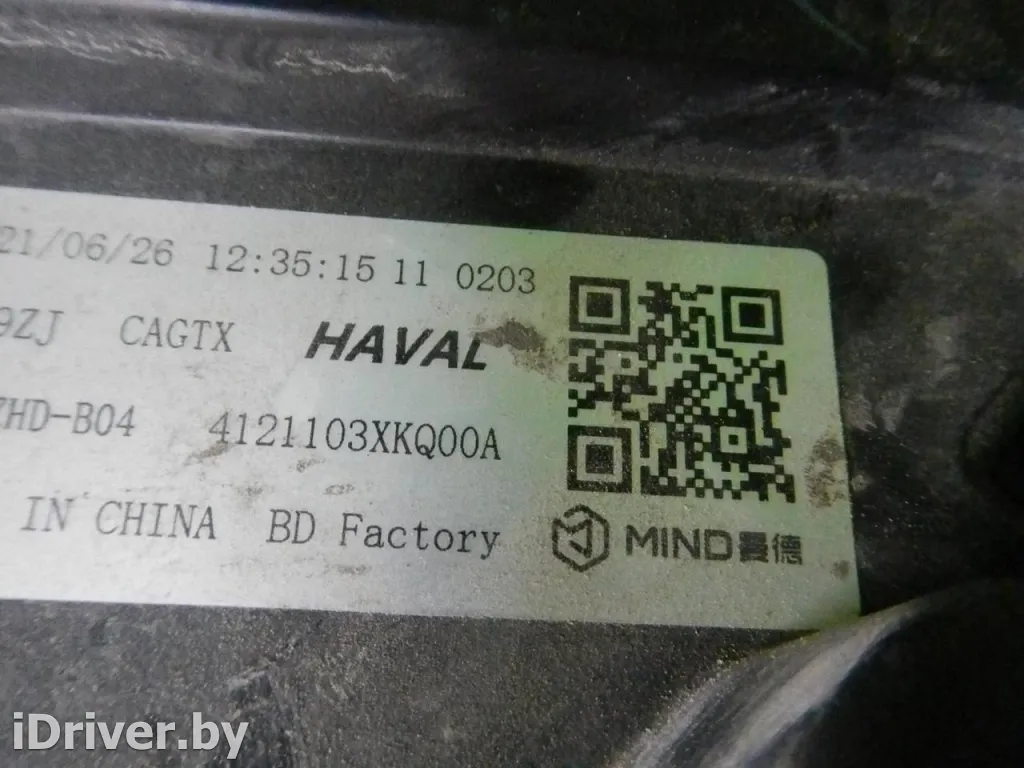 21/06/26 12:35:15 11 0203
9ZJ CAGTX HAVAL
7HD-B04 4121103XKQ00A
IN CHINA BD Factory MIND曼德
iDriver.by